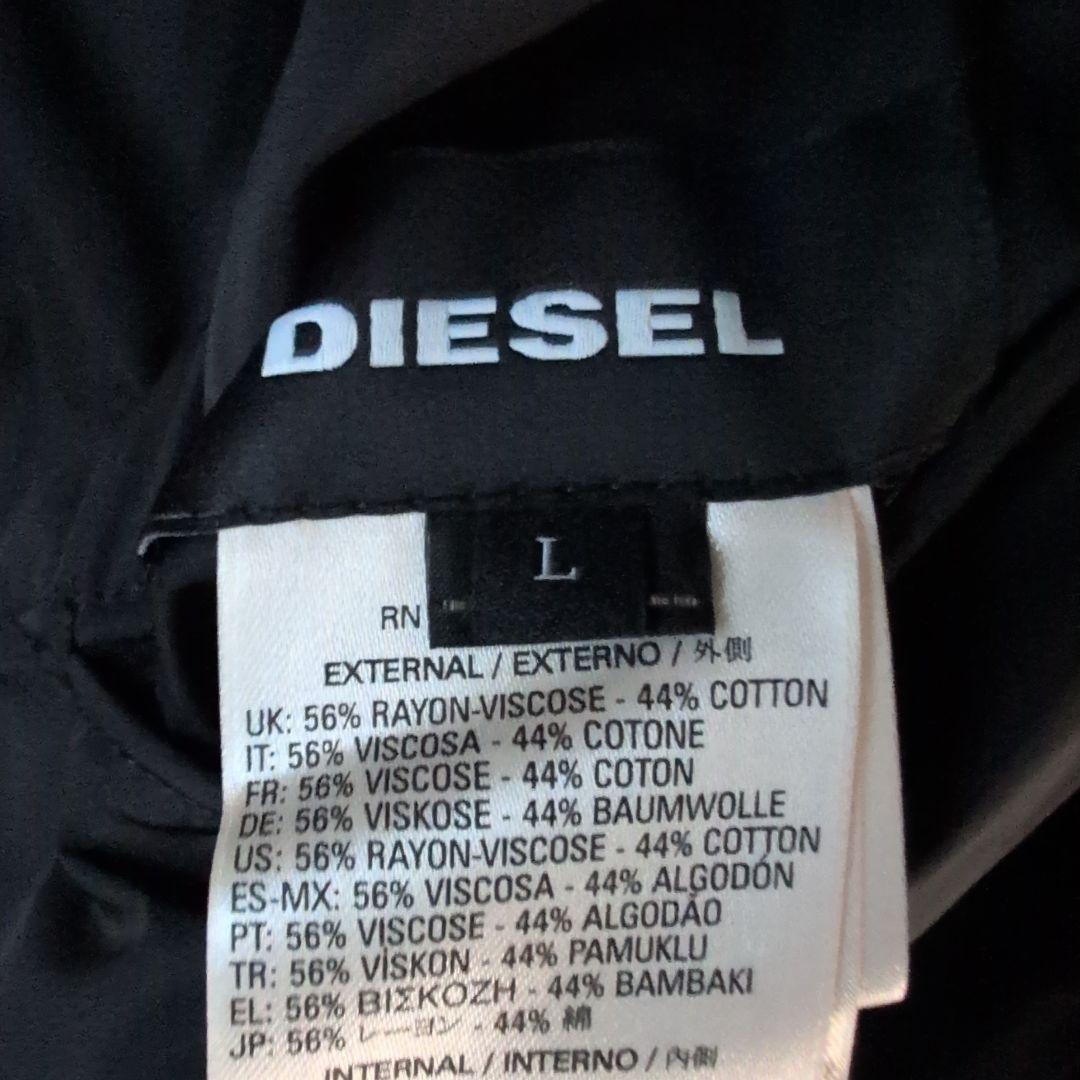 DIESEL
L
RN
EXTERNAL / EXTERNO / 外側
UK: 56% RAYON-VISCOSE - 44% COTTON
IT: 56% VISCOSA - 44% COTONE
FR: 56% VISCOSE - 44% COTON
DE: 56% VISKOSE - 44% BAUMWOLLE
US: 56% RAYON-VISCOSE - 44% COTTON
ES-MX: 56% VISCOSA - 44% ALGODÓN
PT: 56% VISCOSE - 44% ALGODÃO
TR: 56% VİSKON - 44% PAMUKLU
EL: 56% ΒΙΣΚΟΖΗ - 44% ΒΑΜΒΑΚΙ
JP: 56% レーヨン - 44% 綿
INTERNAL / INTERNO / 内側